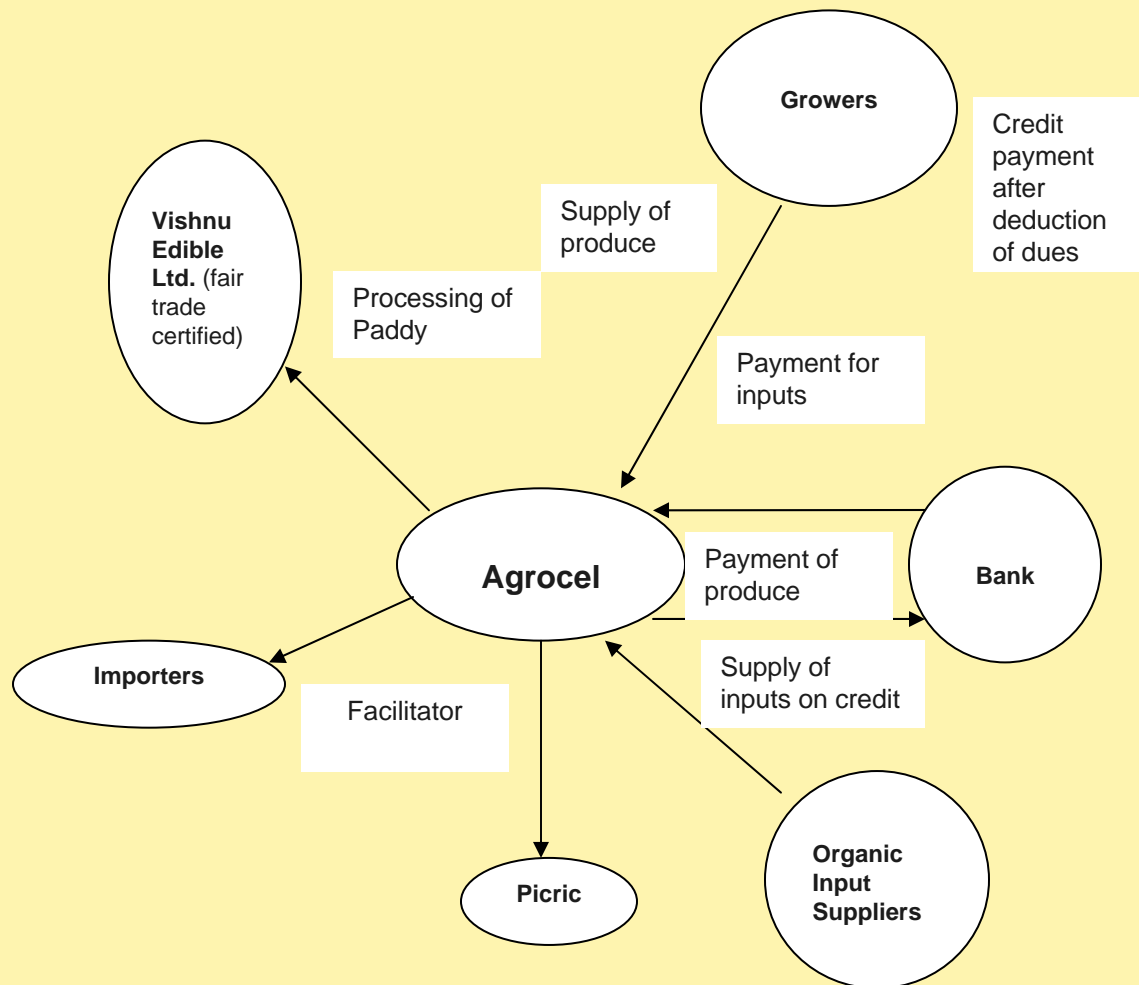 Growers
Credit
payment
after
deduction
of dues
Supply of
produce
Vishnu
Edible
Ltd. (fair
trade
certified)
Processing of
Paddy
Payment for
inputs
Agrocel
Payment of
produce
Bank
Importers
Facilitator
Supply of
inputs on credit
Organic
Input
Suppliers
Picric